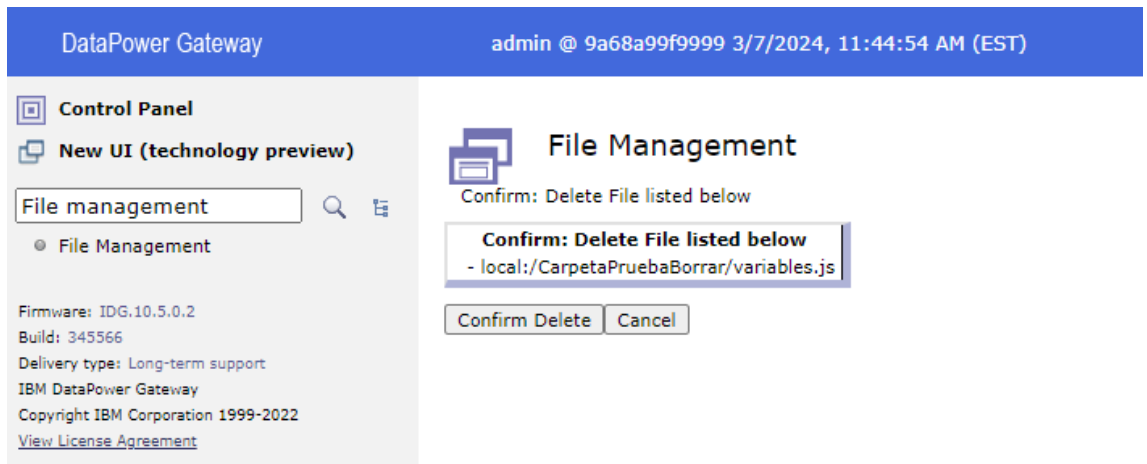 DataPower Gateway
admin @ 9a68a99f9999 3/7/2024, 11:44:54 AM (EST)
Control Panel
New UI (technology preview)
File management
File Management
Firmware: IDG.10.5.0.2
Build: 345566
Delivery type: Long-term support
IBM DataPower Gateway
Copyright IBM Corporation 1999-2022
View License Agreement
File Management
Confirm: Delete File listed below
Confirm: Delete File listed below
- local:/CarpetaPruebaBorrar/variables.js
Confirm Delete
Cancel